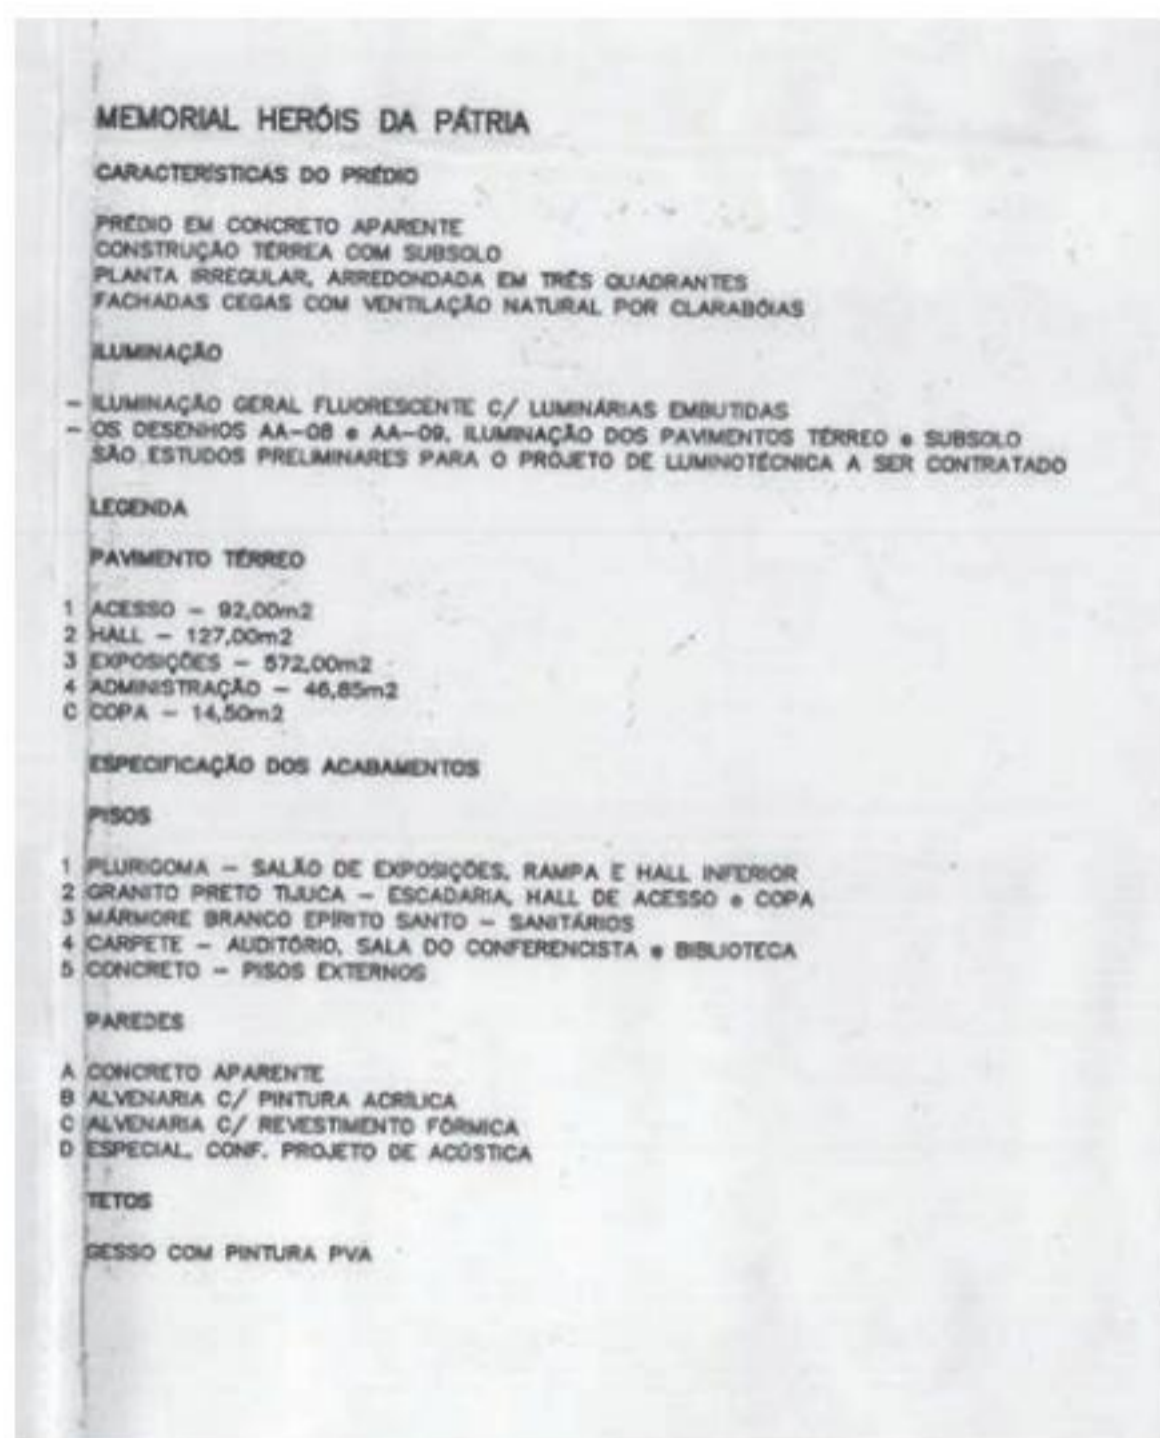 MEMORIAL HERÓIS DA PÁTRIA
CARACTERÍSTICAS DO PRÉDIO
PRÉDIO EM CONCRETO APARENTE
CONSTRUÇÃO TÉRREA COM SUBSOLO
PLANTA IRREGULAR, ARREDONDADA EM TRÊS QUADRANTES
FACHADAS CEGAS COM VENTILAÇÃO NATURAL POR CLARABÓIAS
ILUMINAÇÃO
– ILUMINAÇÃO GERAL FLUORESCENTE C/ LUMINÁRIAS EMBUTIDAS
– OS DESENHOS AA–08 e AA–09, ILUMINAÇÃO DOS PAVIMENTOS TÉRREO e SUBSOLO
SÃO ESTUDOS PRELIMINARES PARA O PROJETO DE LUMINOTÉCNICA A SER CONTRATADO
LEGENDA
PAVIMENTO TÉRREO
1 ACESSO – 92,00m2
2 HALL – 127,00m2
3 EXPOSIÇÕES – 572,00m2
4 ADMINISTRAÇÃO – 46,85m2
C COPA – 14,50m2
ESPECIFICAÇÃO DOS ACABAMENTOS
PISOS
1 PLURIGOMA – SALÃO DE EXPOSIÇÕES, RAMPA E HALL INFERIOR
2 GRANITO PRETO TIJUCA – ESCADARIA, HALL DE ACESSO e COPA
3 MÁRMORE BRANCO EPÍRITO SANTO – SANITÁRIOS
4 CARPETE – AUDITÓRIO, SALA DO CONFERENCISTA e BIBLIOTECA
5 CONCRETO – PISOS EXTERNOS
PAREDES
A CONCRETO APARENTE
B ALVENARIA C/ PINTURA ACRÍLICA
C ALVENARIA C/ REVESTIMENTO FÓRMICA
D ESPECIAL, CONF. PROJETO DE ACÚSTICA
TETOS
GESSO COM PINTURA PVA